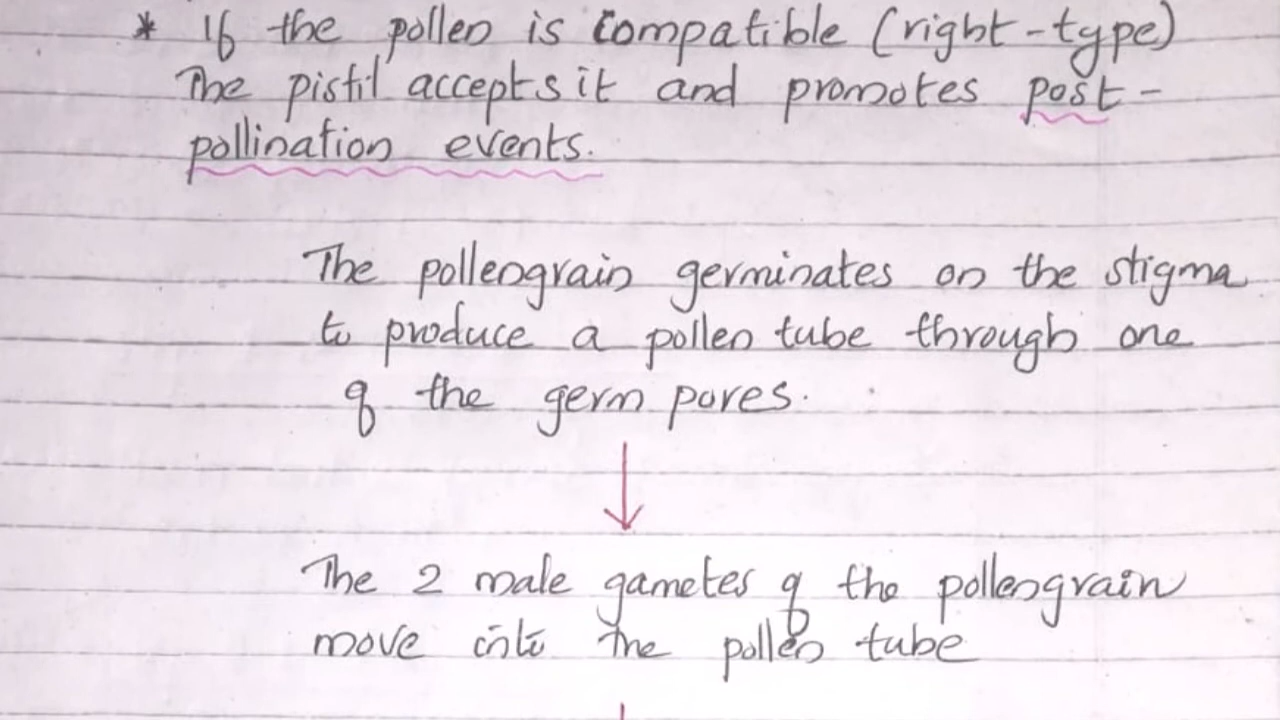 * If the pollen is compatible (right-type)
The pistil accepts it and promotes post-
pollination events.
The pollengrain germinates on the stigma
to produce a pollen tube through one
of the germ pores.
The 2 male gametes of the pollengrain
move into the pollen tube